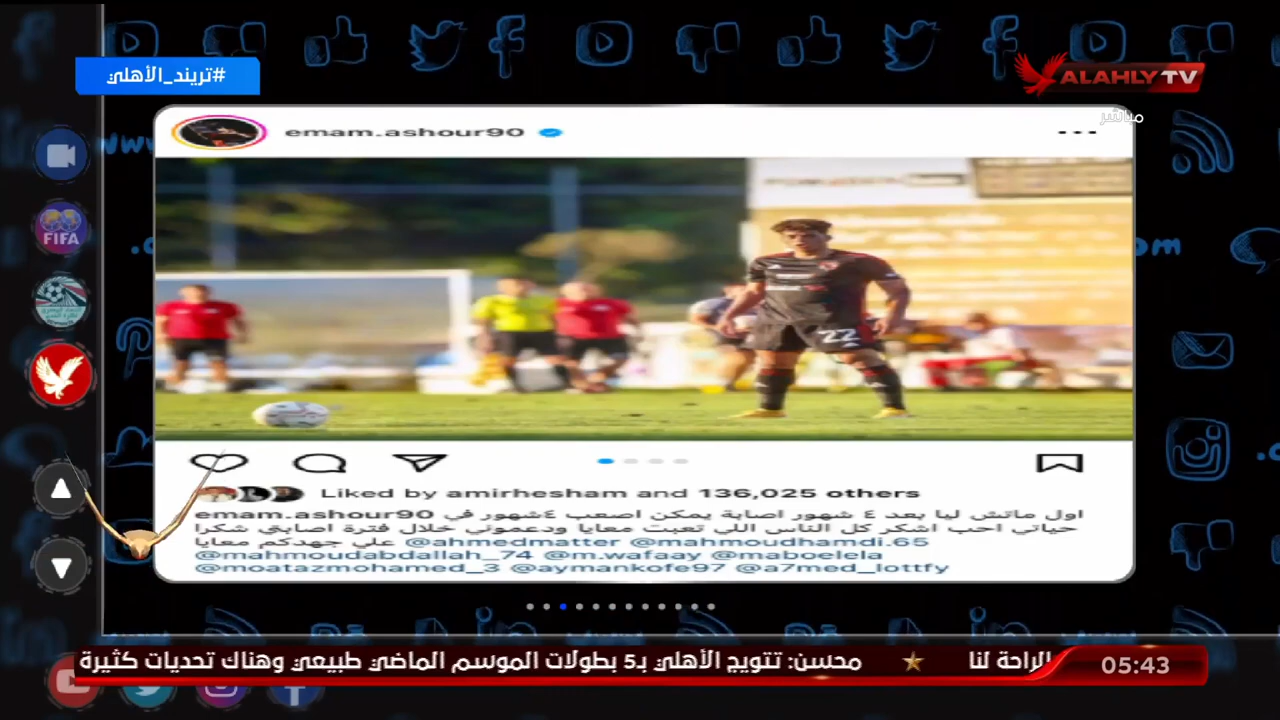 #تريند_الأهلي
ALAHLY TV
مباشر
emam.ashour90
FIFA
22
Liked by amirhesham and 136,025 others
emam.ashour90 اول ماتش ليا بعد ٤ شهور اصابة يمكن اصعب ٤شهور في
حياتي احب اشكر كل الناس اللي تعبت معايا ودعموني خلال فترة اصابتي شكرا
علي جهدكم معايا @ahmedmatter @mahmoudhamdi.65
@mahmoudabdallah_74 @m.wafaay @maboelela
@moatazmohamed_3 @aymankofe97 @a7med_lottfy
الراحة لنا ★ محسن: تتويج الأهلي بـ5 بطولات الموسم الماضي طبيعي وهناك تحديات كثيرة
05:43